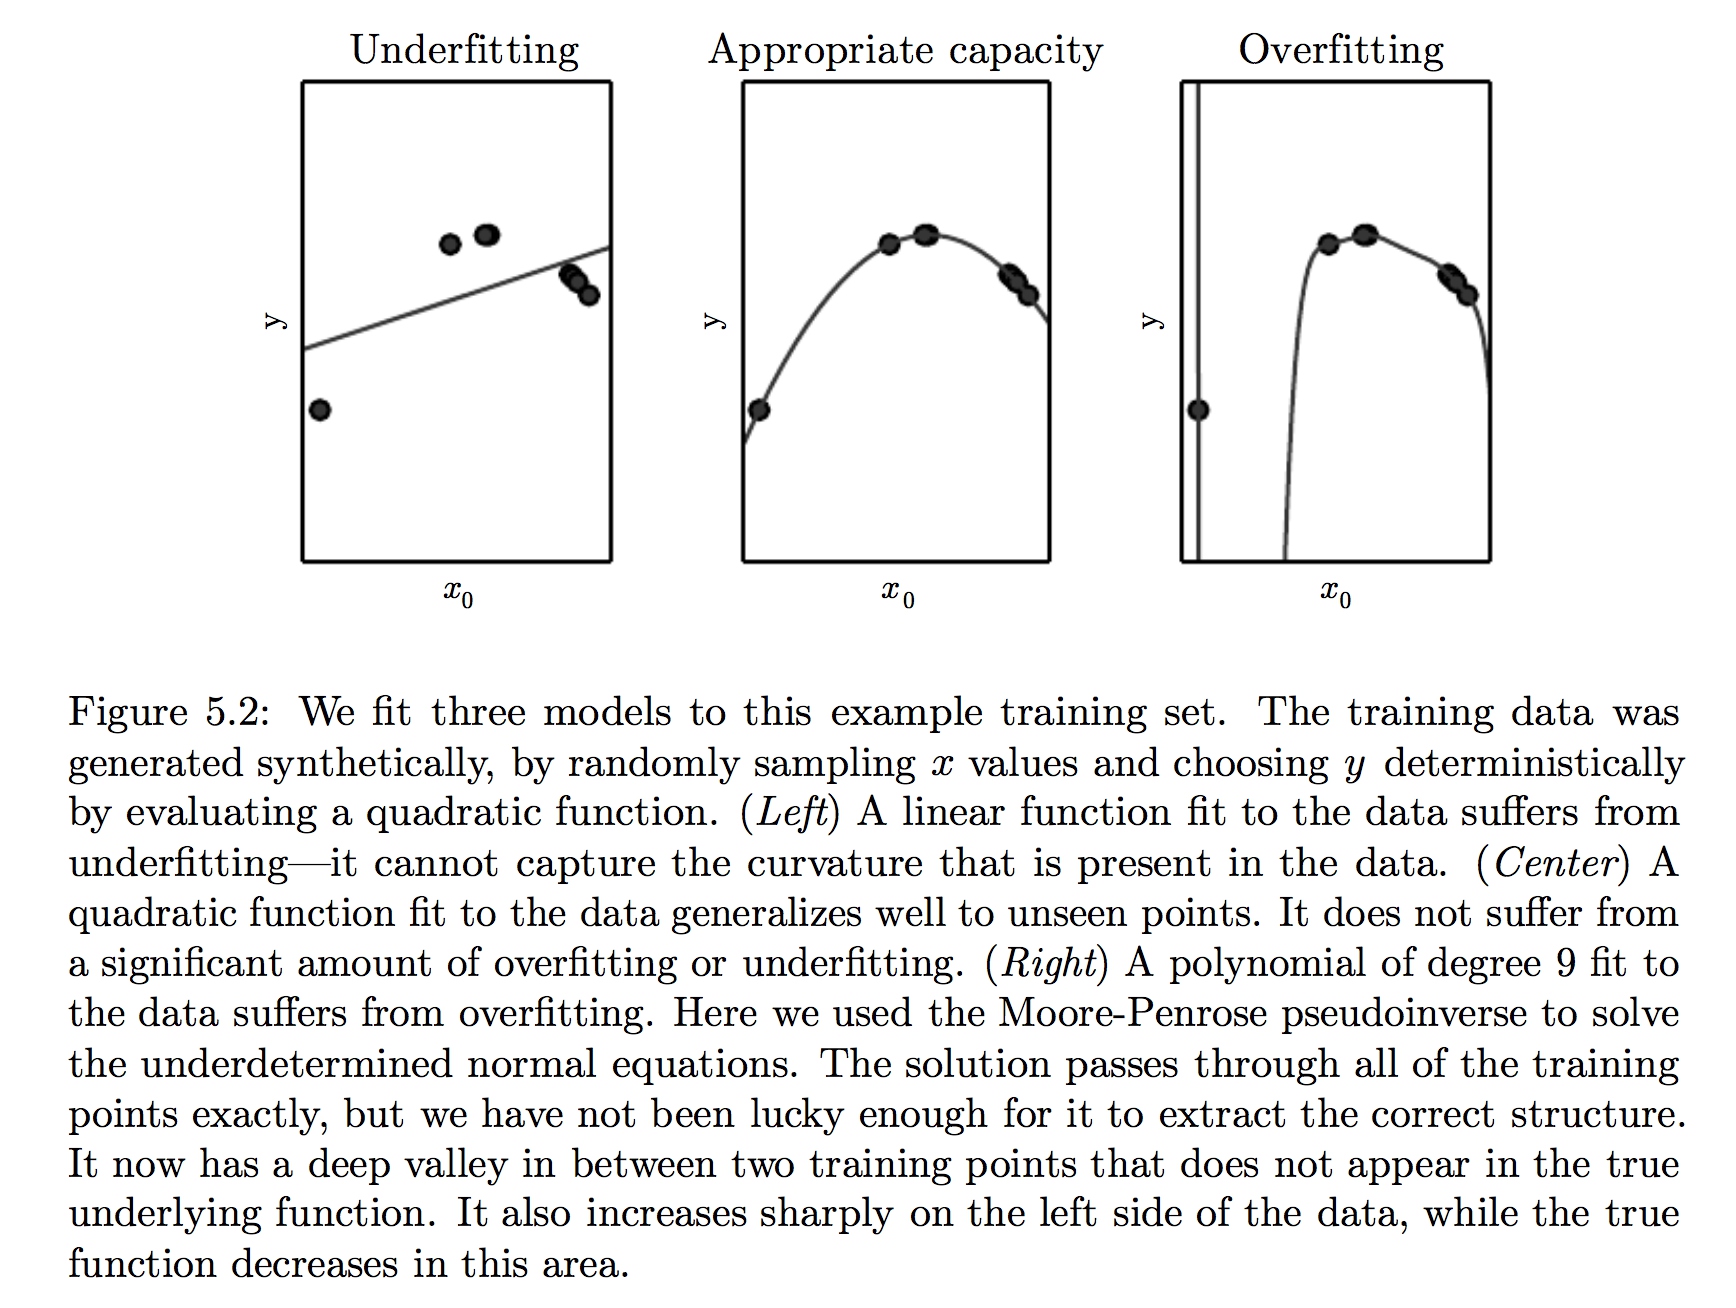 Underfitting
Appropriate capacity
Overfitting
y
y
y
x0
x0
x0
Figure 5.2: We fit three models to this example training set. The training data was
generated synthetically, by randomly sampling x values and choosing y deterministically
by evaluating a quadratic function. (Left) A linear function fit to the data suffers from
underfitting—it cannot capture the curvature that is present in the data. (Center) A
quadratic function fit to the data generalizes well to unseen points. It does not suffer from
a significant amount of overfitting or underfitting. (Right) A polynomial of degree 9 fit to
the data suffers from overfitting. Here we used the Moore-Penrose pseudoinverse to solve
the underdetermined normal equations. The solution passes through all of the training
points exactly, but we have not been lucky enough for it to extract the correct structure.
It now has a deep valley in between two training points that does not appear in the true
underlying function. It also increases sharply on the left side of the data, while the true
function decreases in this area.